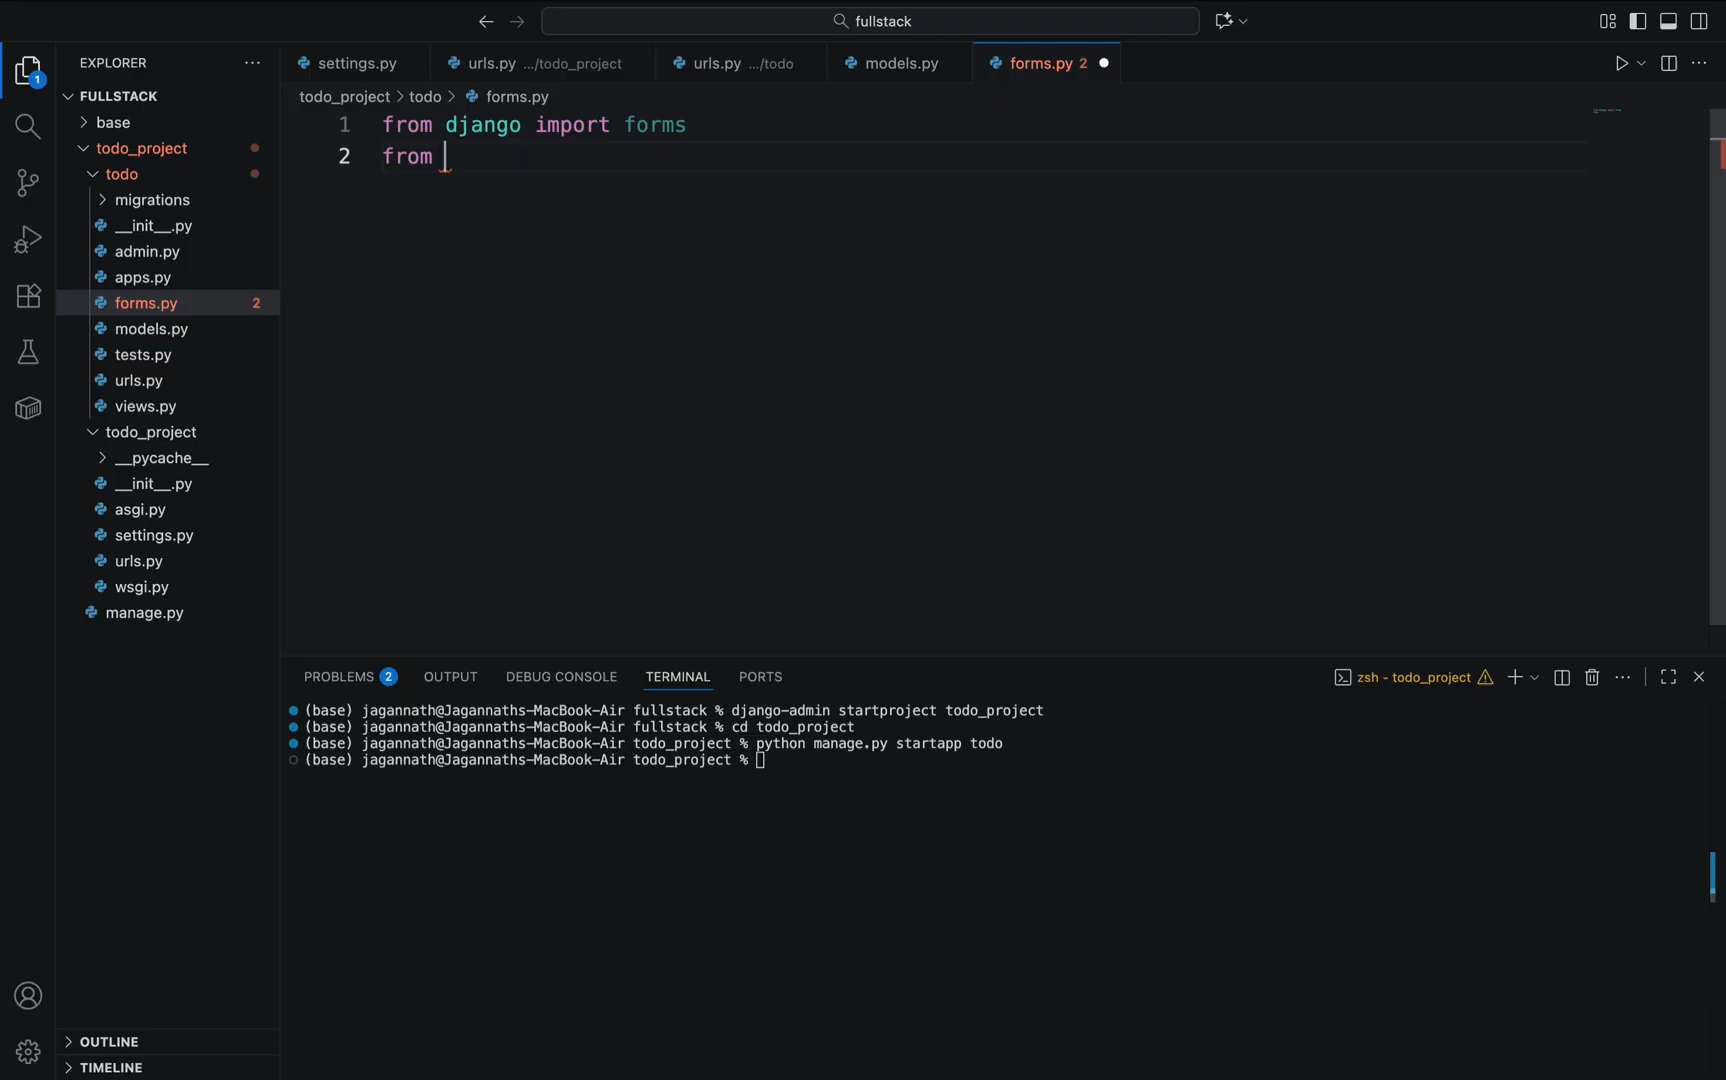 fullstack
EXPLORER
settings.py
urls.py .../todo_project
urls.py .../todo
models.py
forms.py 2
FULLSTACK
todo_project > todo > forms.py
base
1 from django import forms
todo_project
2 from
todo
migrations
__init__.py
admin.py
apps.py
forms.py 2
models.py
tests.py
urls.py
views.py
todo_project
__pycache__
__init__.py
asgi.py
settings.py
urls.py
wsgi.py
manage.py
PROBLEMS 2 OUTPUT DEBUG CONSOLE TERMINAL PORTS
zsh - todo_project
(base) jagannath@Jagannaths-MacBook-Air fullstack % django-admin startproject todo_project
(base) jagannath@Jagannaths-MacBook-Air fullstack % cd todo_project
(base) jagannath@Jagannaths-MacBook-Air todo_project % python manage.py startapp todo
(base) jagannath@Jagannaths-MacBook-Air todo_project %
1
OUTLINE
TIMELINE